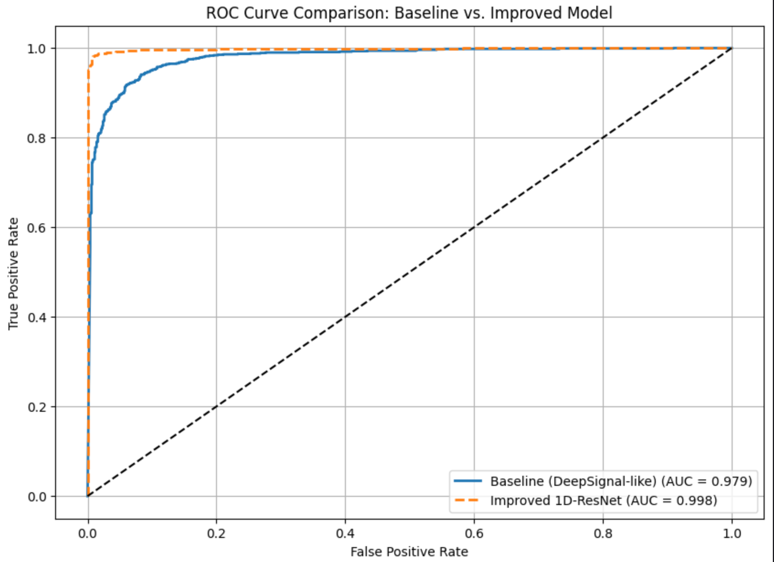 ROC Curve Comparison: Baseline vs. Improved Model
True Positive Rate
1.0
0.8
0.6
0.4
0.2
0.0
0.0 0.2 0.4 0.6 0.8 1.0
False Positive Rate
Baseline (DeepSignal-like) (AUC = 0.979)
Improved 1D-ResNet (AUC = 0.998)